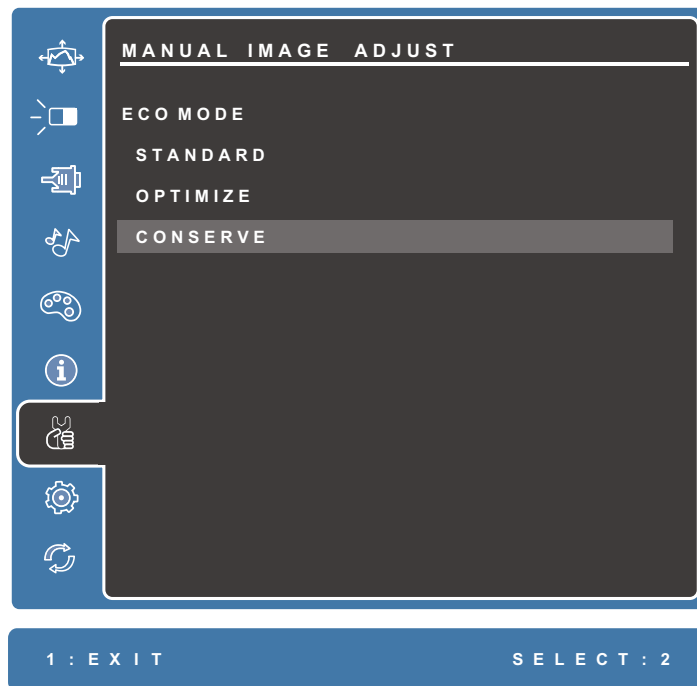 MANUAL IMAGE ADJUST
ECO MODE
STANDARD
OPTIMIZE
CONSERVE
1 : EXIT SELECT : 2